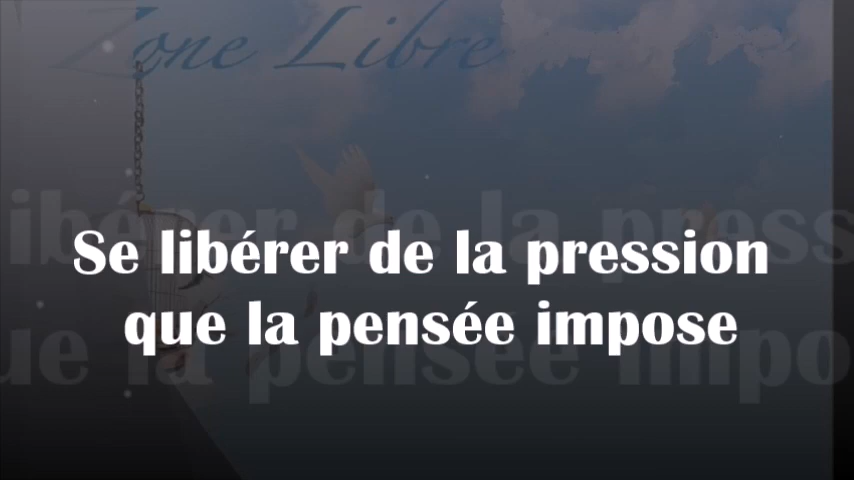 Zone Libre
Se libérer de la pression
que la pensée impose